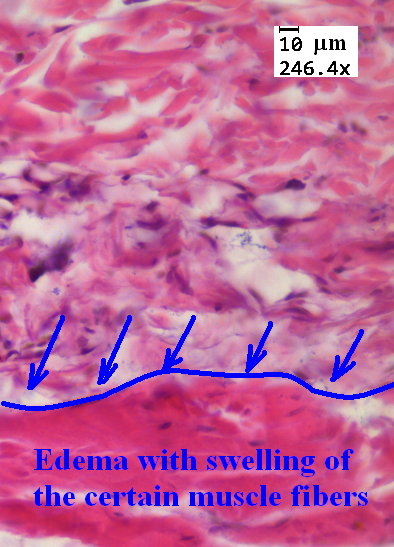 10 µm
246.4x
Edema with swelling of
the certain muscle fibers